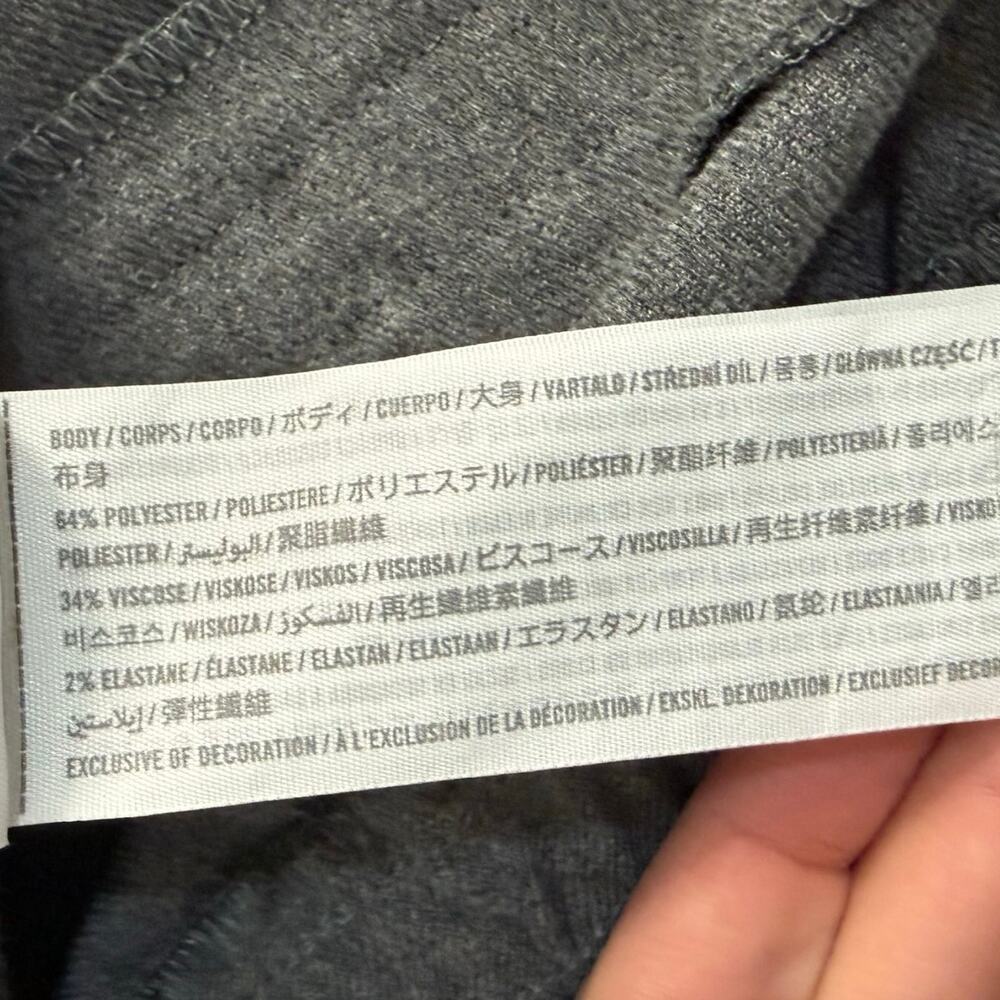 BODY / CORPS / CORPO / ボディ / CUERPO / 大身 / VARTALO / STŘEDNÍ DÍL / 몸통 / GŁÓWNA CZĘŚĆ / T
布身
64% POLYESTER / POLIESTERE / ポリエステル / POLIÉSTER / 聚酯纤维 / POLYESTERIÄ / 폴리에스
POLIESTER / البوليستر / 聚脂纖維
34% VISCOSE / VISKOSE / VISKOS / VISCOSA / ビスコース / VISCOSILLA / 再生纤维素纤维 / VISKO
비스코스 / WISKOZA / الفسكوز / 再生纖維素纖維
2% ELASTANE / ÉLASTANE / ELASTAN / ELASTAAN / エラスタン / ELASTANO / 氨纶 / ELASTAANIA / 엘라
إيلاستين / 彈性纖維
EXCLUSIVE OF DECORATION / À L'EXCLUSION DE LA DÉCORATION / EKSKL. DEKORATION / EXCLUSIEF DECOR